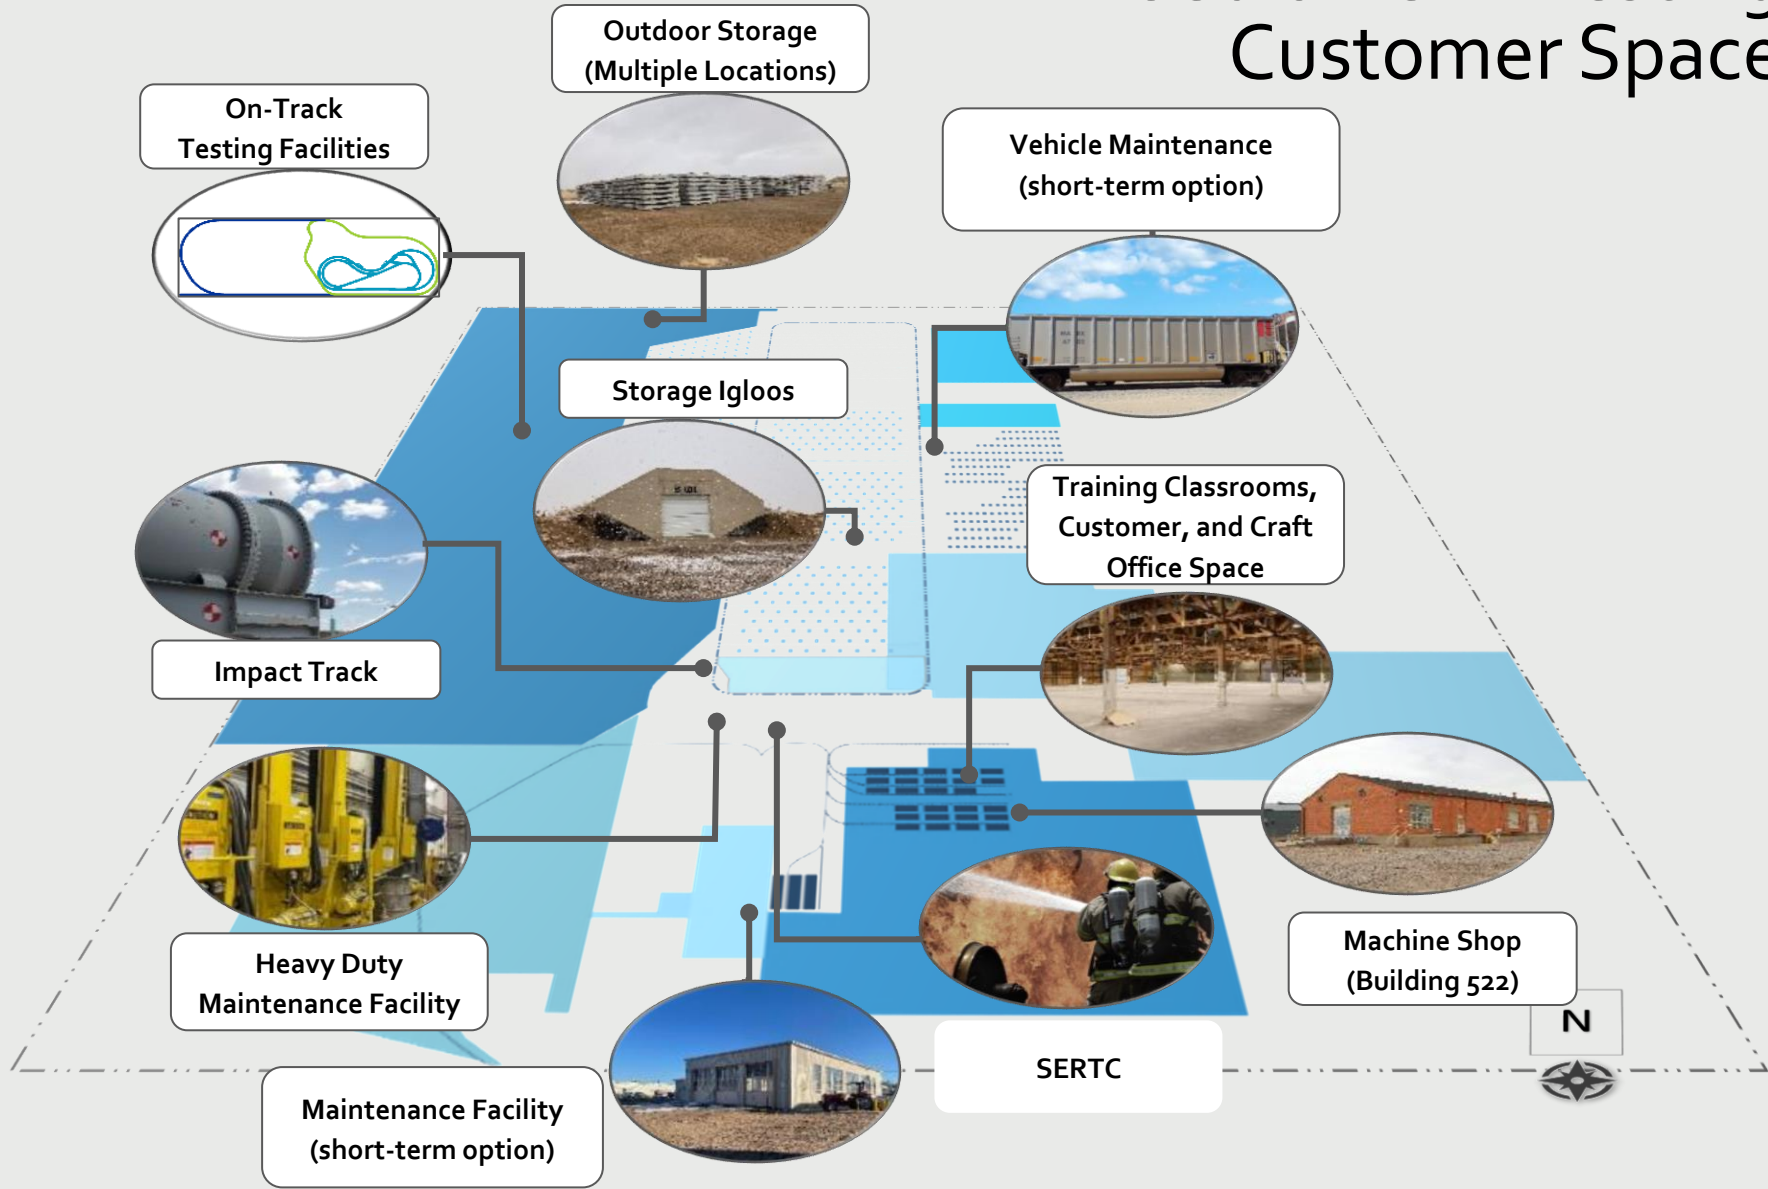 Customer Space
Outdoor Storage
(Multiple Locations)
On-Track
Testing Facilities
Vehicle Maintenance
(short-term option)
Storage Igloos
Training Classrooms,
Customer, and Craft
Office Space
Impact Track
Heavy Duty
Maintenance Facility
Machine Shop
(Building 522)
N
SERTC
Maintenance Facility
(short-term option)